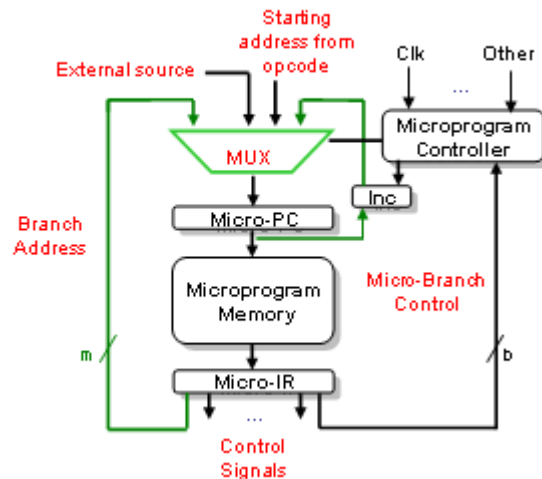 Starting
address from
opcode
External source
Clk
Other
...
Microprogram
Controller
MUX
Inc
Micro-PC
Branch
Address
Microprogram
Memory
Micro-Branch
Control
m
b
Micro-IR
...
Control
Signals